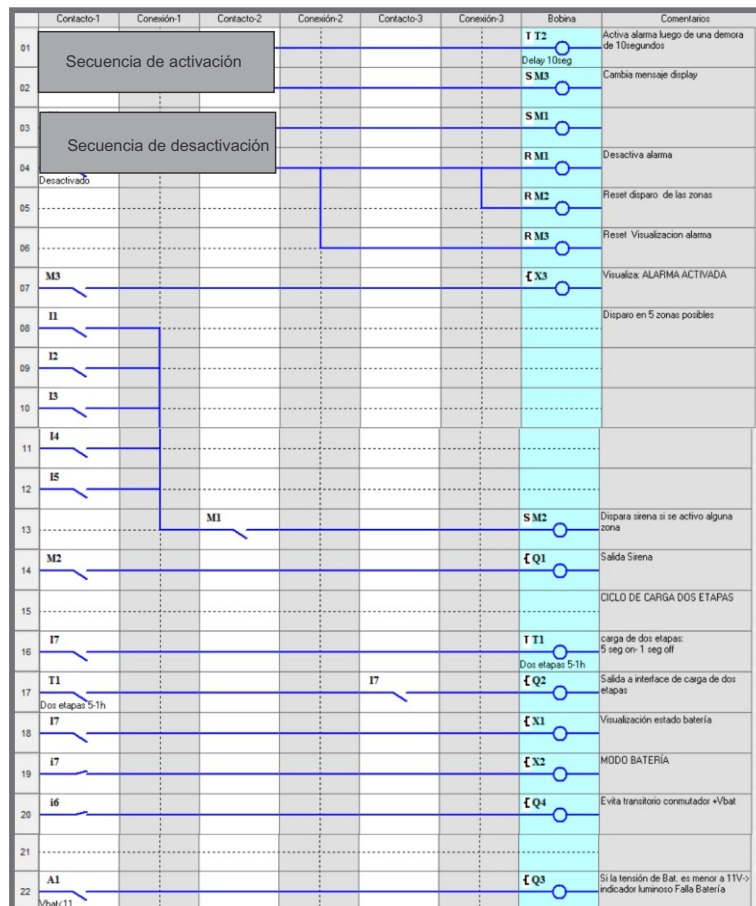 Contacto-1 Conexión-1 Contacto-2 Conexión-2 Contacto-3 Conexión-3 Bobina Comentarios
01 Secuencia de activación T T2 Activa alarma luego de una demora
de 10segundos
Delay 10seg
02 S M3 Cambia mensaje display
03 S M1
Secuencia de desactivación
04 R M1 Desactiva alarma
Desactivado
05 R M2 Reset disparo de las zonas
06 R M3 Reset Visualizacion alarma
07 M3 [ X3 Visualiza: ALARMA ACTIVADA
08 I1 Disparo en 5 zonas posibles
09 I2
10 I3
11 I4
12 I5
13 M1 S M2 Dispara sirena si se activo alguna
zona
14 M2 [ Q1 Salida Sirena
15 CICLO DE CARGA DOS ETAPAS
16 I7 T T1 carga de dos etapas:
5 seg on- 1 seg off
Dos etapas 5-1h
17 T1 I7 [ Q2 Salida a interface de carga de dos
etapas
Dos etapas 5-1h
18 I7 [ X1 Visualización estado batería
19 i7 [ X2 MODO BATERÍA
20 i6 [ Q4 Evita transitorio conmutador +Vbat
21
22 A1 [ Q3 Si la tensión de Bat. es menor a 11V->
indicador luminoso Falla Batería
Vbat<11